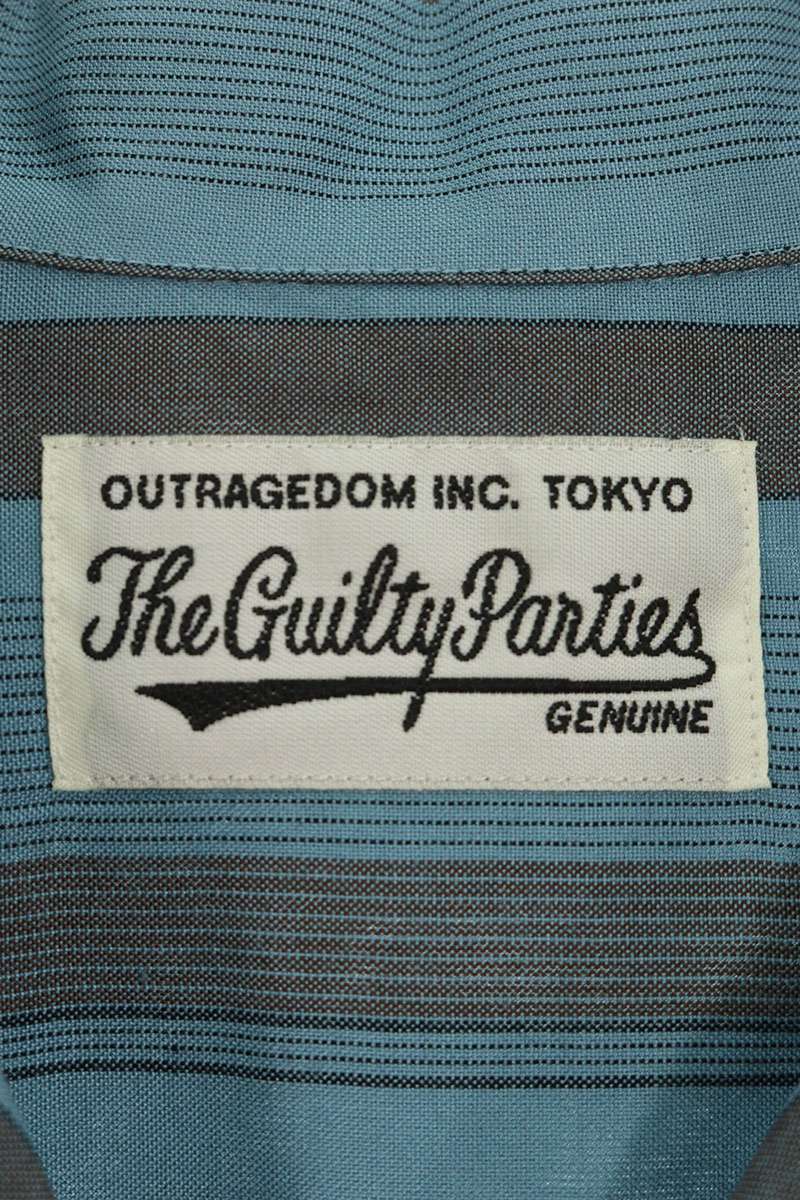 OUTRAGEDOM INC. TOKYO
The Guilty Parties
GENUINE